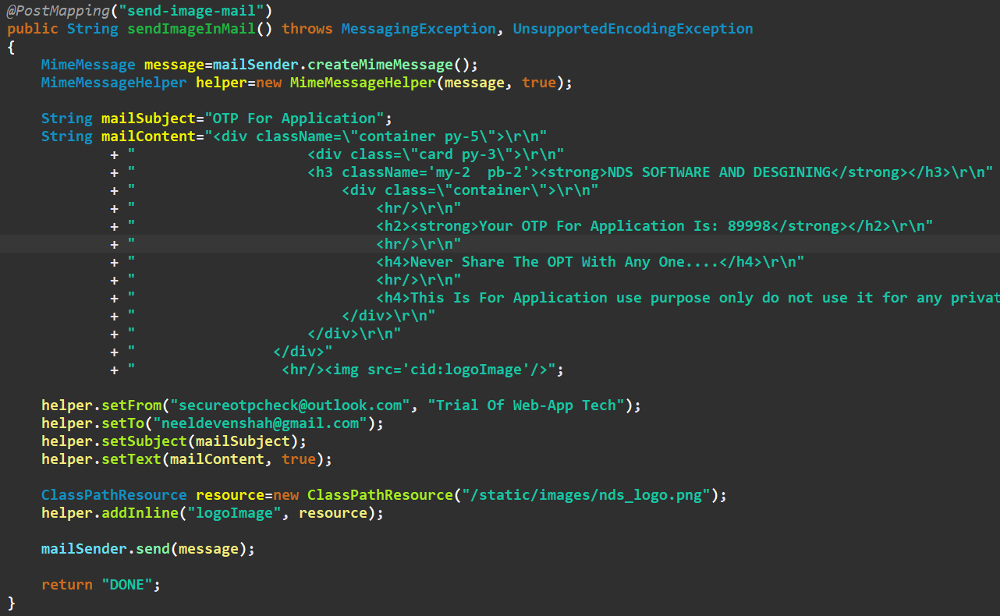 @PostMapping("send-image-mail")
public String sendImageInMail() throws MessagingException, UnsupportedEncodingException
{
    MimeMessage message=mailSender.createMimeMessage();
    MimeMessageHelper helper=new MimeMessageHelper(message, true);

    String mailSubject="OTP For Application";
    String mailContent="<div className=\"container py-5\">\r\n"
            + "                    <div class=\"card py-3\">\r\n"
            + "                    <h3 className='my-2  pb-2'><strong>NDS SOFTWARE AND DESGINING</strong></h3>\r\n"
            + "                        <div class=\"container\">\r\n"
            + "                            <hr/>\r\n"
            + "                            <h2><strong>Your OTP For Application Is: 89998</strong></h2>\r\n"
            + "                            <hr/>\r\n"
            + "                            <h4>Never Share The OPT With Any One....</h4>\r\n"
            + "                            <hr/>\r\n"
            + "                            <h4>This Is For Application use purpose only do not use it for any privat
            + "                        </div>\r\n"
            + "                    </div>\r\n"
            + "                </div>"
            + "                 <hr/><img src='cid:logoImage'/>";

    helper.setFrom("secureotpcheck@outlook.com", "Trial Of Web-App Tech");
    helper.setTo("neeldevenshah@gmail.com");
    helper.setSubject(mailSubject);
    helper.setText(mailContent, true);

    ClassPathResource resource=new ClassPathResource("/static/images/nds_logo.png");
    helper.addInline("logoImage", resource);

    mailSender.send(message);

    return "DONE";
}